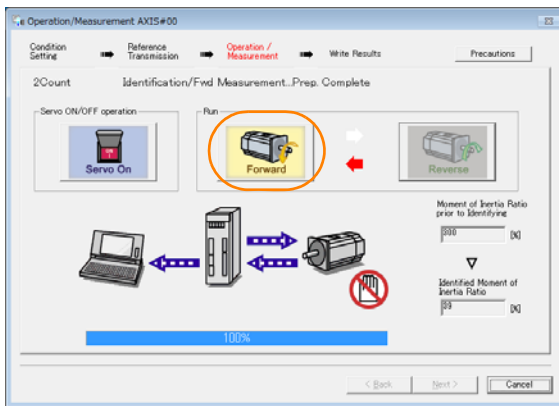 Operation/Measurement AXIS#00
Condition Setting
Reference Transmission
Operation / Measurement
Write Results
Precautions
2Count
Identification/Fwd Measurement...Prep. Complete
Servo ON/OFF operation
Servo On
Run
Forward
Reverse
Moment of Inertia Ratio
prior to Identifying
300
[%]
Identified Moment of
Inertia Ratio
39
[%]
100%
< Back
Next >
Cancel